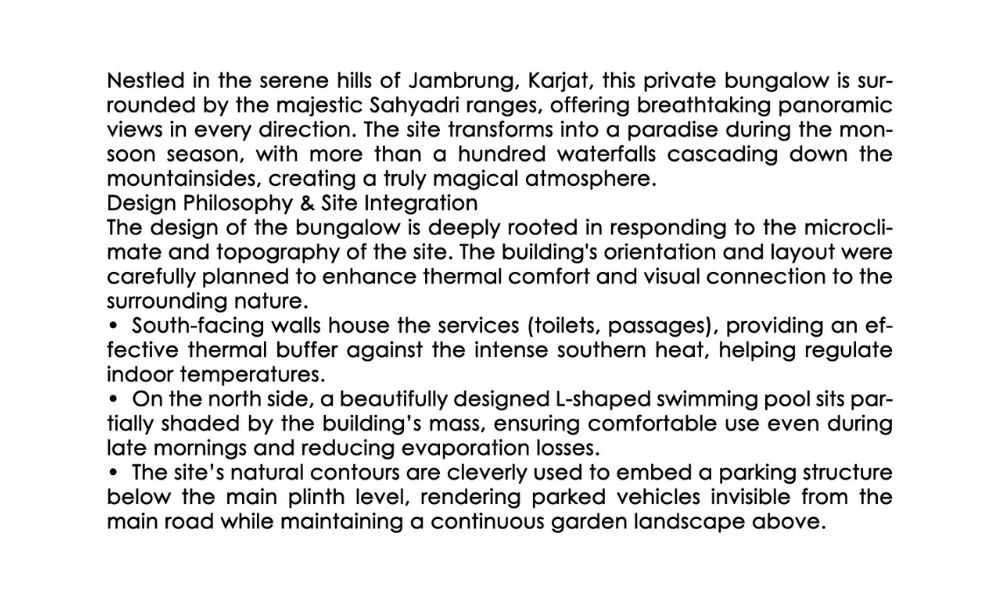 Nestled in the serene hills of Jambrung, Karjat, this private bungalow is sur-
rounded by the majestic Sahyadri ranges, offering breathtaking panoramic
views in every direction. The site transforms into a paradise during the mon-
soon season, with more than a hundred waterfalls cascading down the
mountainsides, creating a truly magical atmosphere.
Design Philosophy & Site Integration
The design of the bungalow is deeply rooted in responding to the microcli-
mate and topography of the site. The building's orientation and layout were
carefully planned to enhance thermal comfort and visual connection to the
surrounding nature.
• South-facing walls house the services (toilets, passages), providing an ef-
fective thermal buffer against the intense southern heat, helping regulate
indoor temperatures.
• On the north side, a beautifully designed L-shaped swimming pool sits par-
tially shaded by the building’s mass, ensuring comfortable use even during
late mornings and reducing evaporation losses.
• The site’s natural contours are cleverly used to embed a parking structure
below the main plinth level, rendering parked vehicles invisible from the
main road while maintaining a continuous garden landscape above.